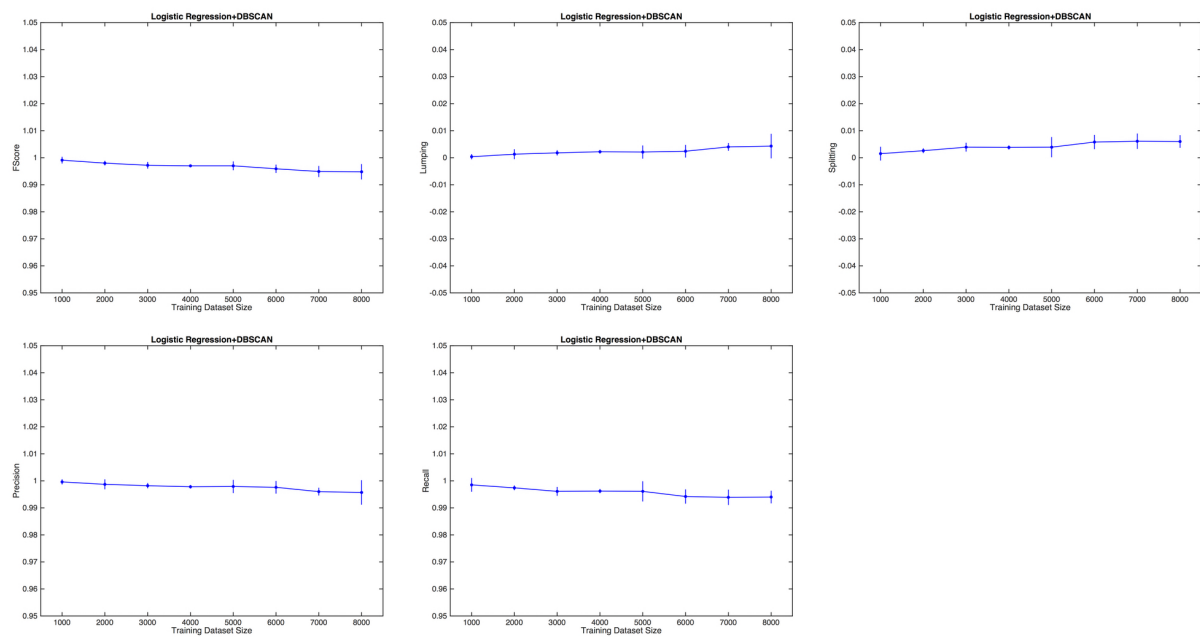 Logistic Regression+DBSCAN
1.05
1.04
1.03
1.02
1.01
1
0.99
0.98
0.97
0.96
0.95
FScore
1000 2000 3000 4000 5000 6000 7000 8000
Training Dataset Size
Logistic Regression+DBSCAN
0.05
0.04
0.03
0.02
0.01
0
-0.01
-0.02
-0.03
-0.04
-0.05
Lumping
1000 2000 3000 4000 5000 6000 7000 8000
Training Dataset Size
Logistic Regression+DBSCAN
0.05
0.04
0.03
0.02
0.01
0
-0.01
-0.02
-0.03
-0.04
-0.05
Splitting
1000 2000 3000 4000 5000 6000 7000 8000
Training Dataset Size
Logistic Regression+DBSCAN
1.05
1.04
1.03
1.02
1.01
1
0.99
0.98
0.97
0.96
0.95
Precision
1000 2000 3000 4000 5000 6000 7000 8000
Training Dataset Size
Logistic Regression+DBSCAN
1.05
1.04
1.03
1.02
1.01
1
0.99
0.98
0.97
0.96
0.95
Recall
1000 2000 3000 4000 5000 6000 7000 8000
Training Dataset Size